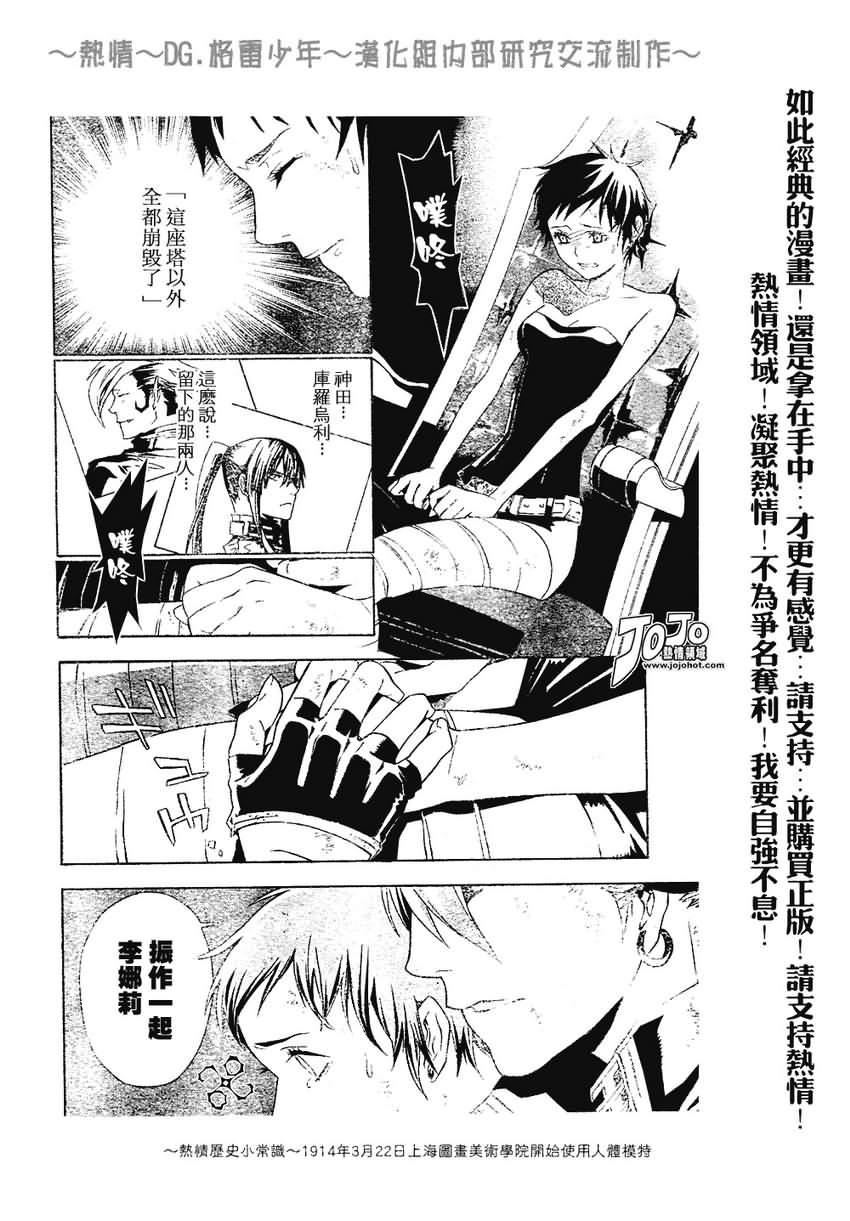 ～熱情～DG.格雷少年～漢化組内部研究交流制作～
如此經典的漫畫！還是拿在手中…才更有感覺…請支持…並購買正版！請支持熱情！
熱情領域！凝聚熱情！不為爭名奪利！我要自強不息！
噗咚
「這座塔以外
全都崩毀了」
神田…
庫羅烏利…
這麼說…
留下的那兩人…
噗咚
JOJO
熱情領域
www.jojohot.com
ギュッ
振作一起
李娜莉
～熱情歷史小常識～1914年3月22日上海圖畫美術學院開始使用人體模特